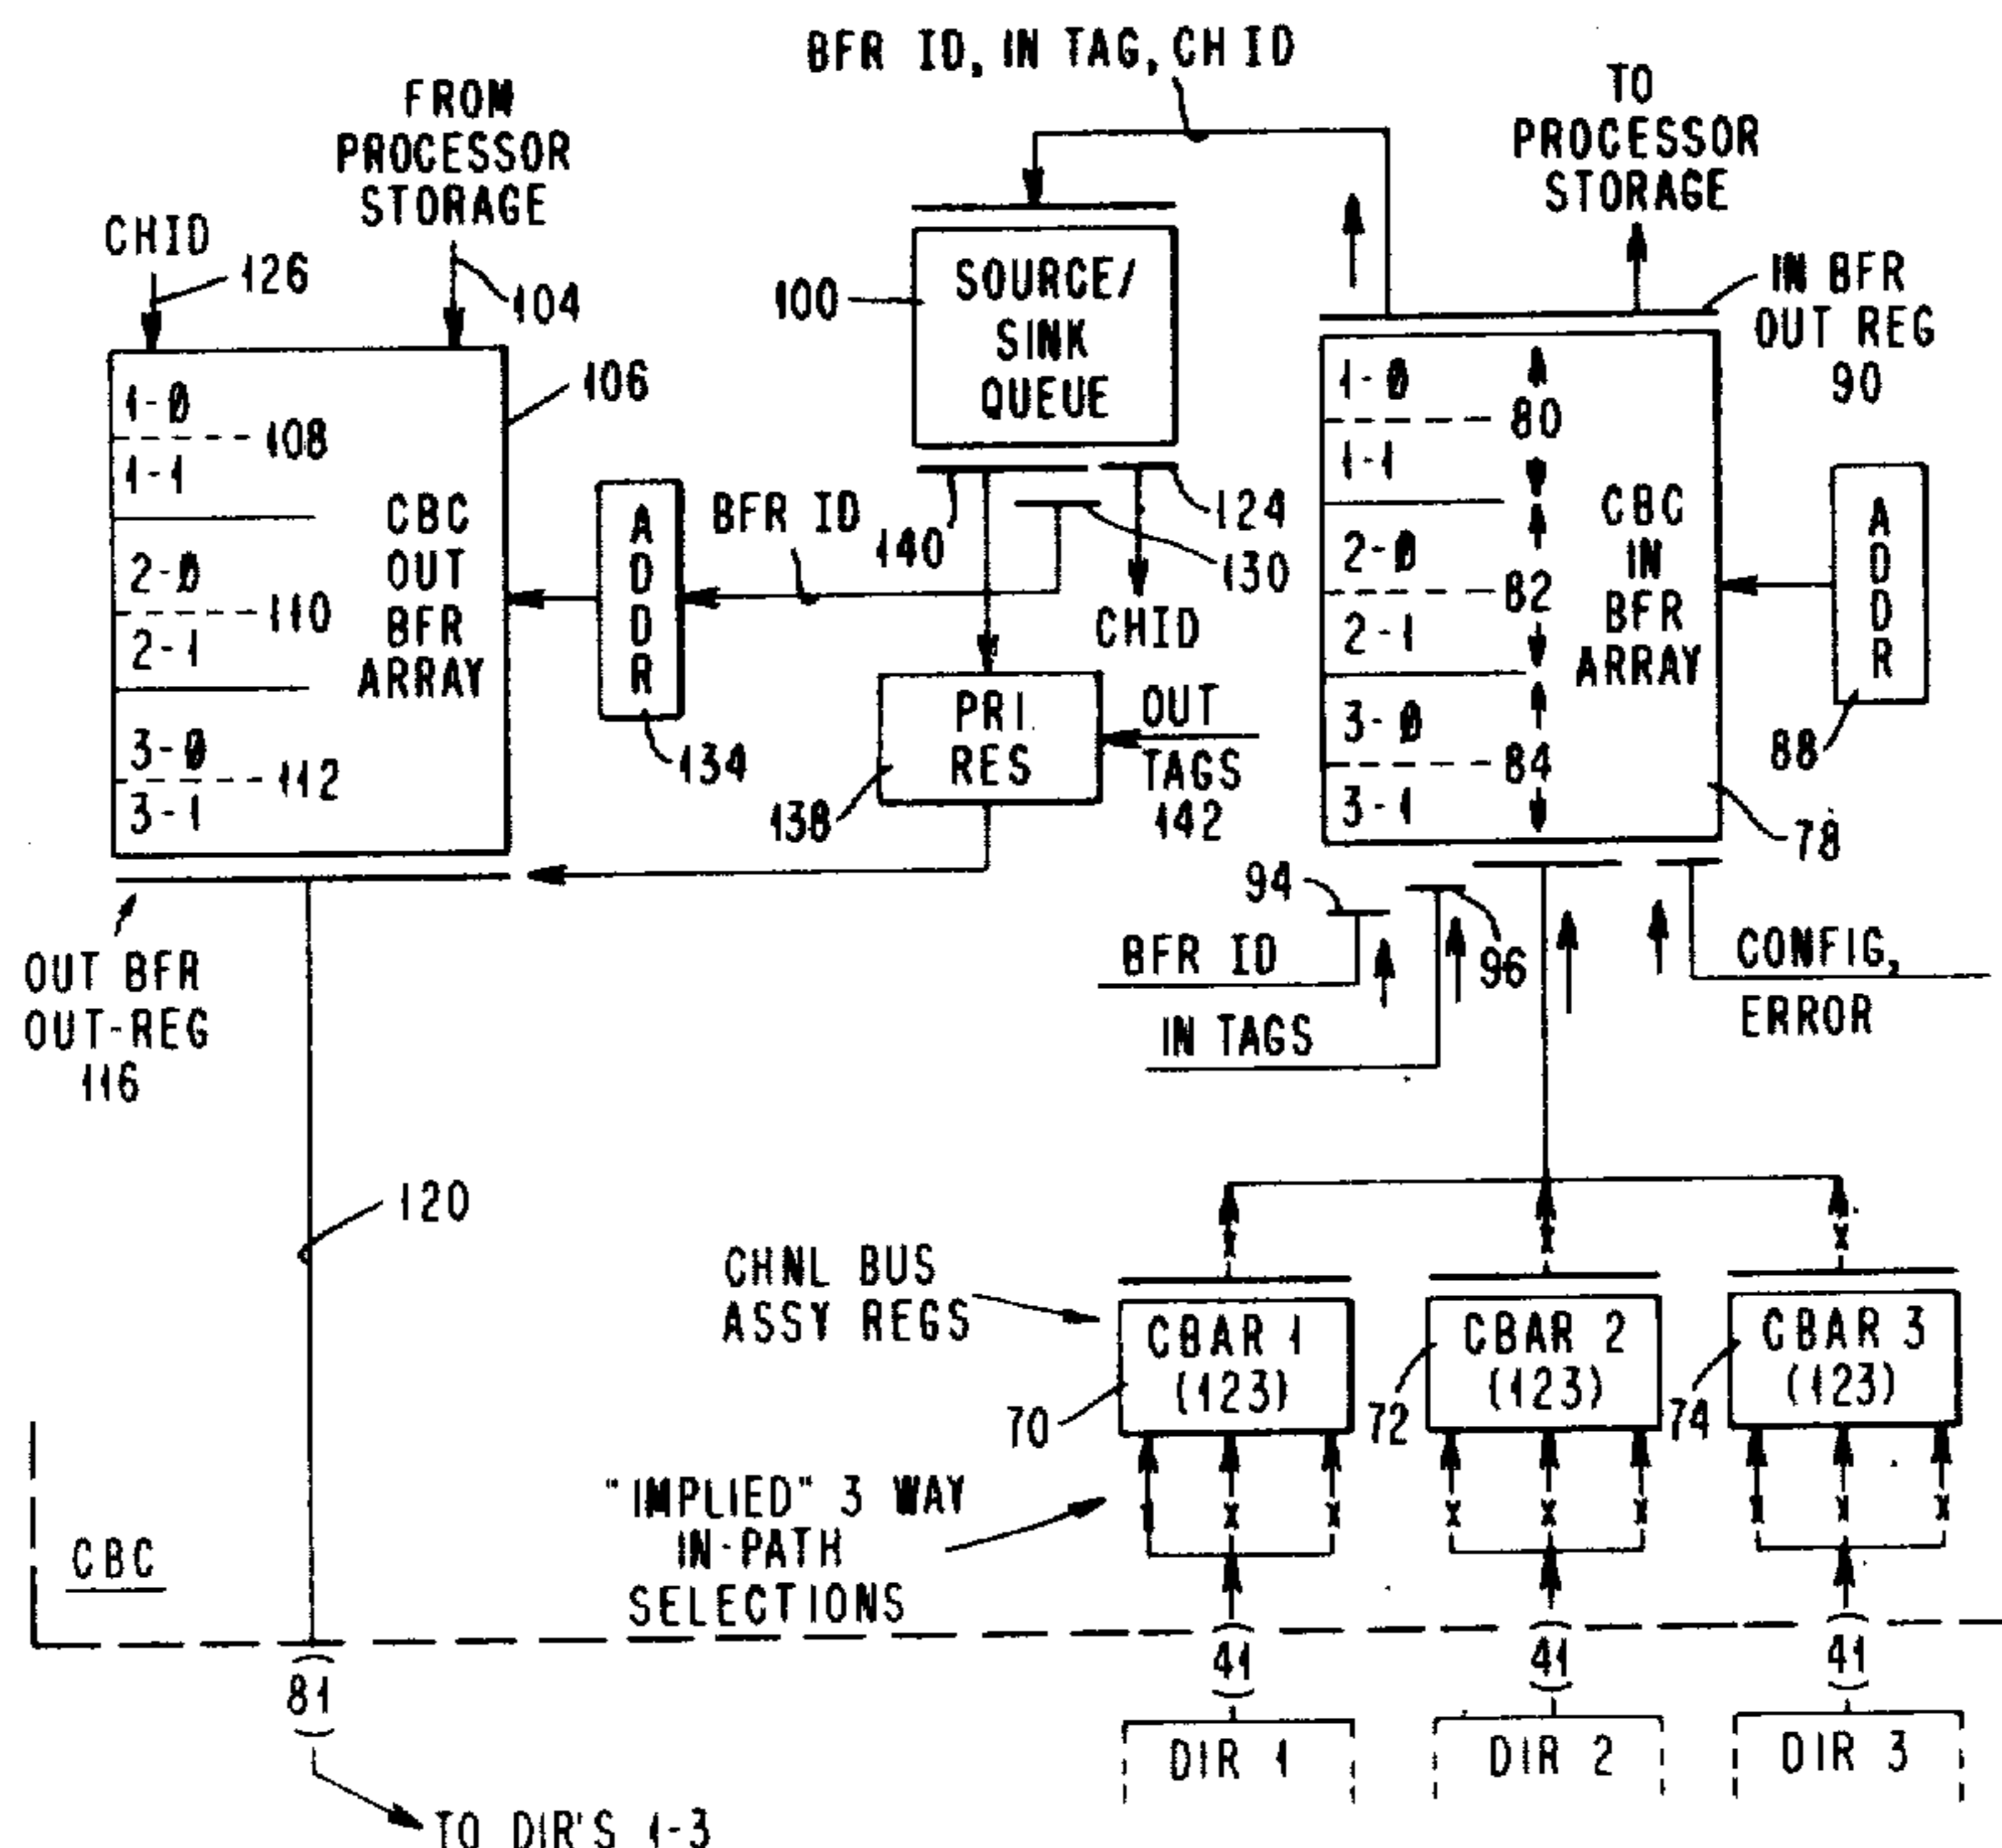 BFR ID, IN TAG, CH ID
FROM
PROCESSOR
STORAGE
TO
PROCESSOR
STORAGE
CHID
126
104
100
SOURCE/
SINK
QUEUE
IN BFR
OUT REG
90
1-0
108
1-1
2-0
110
2-1
3-0
112
3-1
CBC
OUT
BFR
ARRAY
106
ADDR
134
BFR ID
140
124
130
CHID
PRI
RES
138
OUT
TAGS
142
1-0
80
1-1
2-0
82
2-1
3-0
84
3-1
CBC
IN
BFR
ARRAY
ADDR
88
78
OUT BFR
OUT-REG
116
94
BFR ID
96
IN TAGS
CONFIG,
ERROR
120
CHNL BUS
ASSY REGS
CBAR 1
(123)
70
CBAR 2
(123)
72
CBAR 3
(123)
74
"IMPLIED" 3 WAY
IN-PATH
SELECTIONS
X X X
X X X
X X X
X X X
CBC
(81)
(41)
(41)
(41)
DIR 1
DIR 2
DIR 3
TO DIR'S 1-3